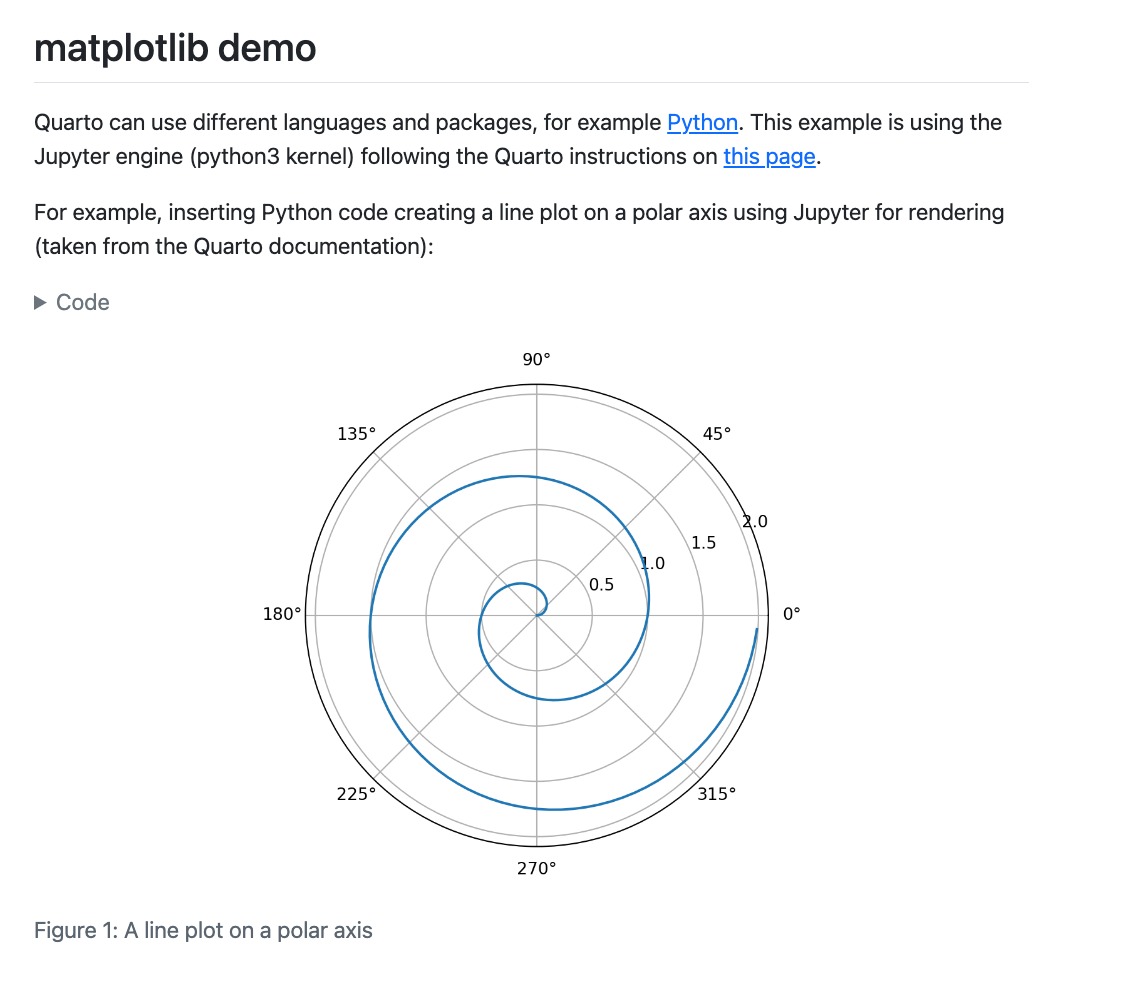 matplotlib demo
Quarto can use different languages and packages, for example Python. This example is using the
Jupyter engine (python3 kernel) following the Quarto instructions on this page.
For example, inserting Python code creating a line plot on a polar axis using Jupyter for rendering
(taken from the Quarto documentation):
▶ Code
90°
135°
45°
2.0
1.5
1.0
0.5
180°
0°
225°
315°
270°
Figure 1: A line plot on a polar axis